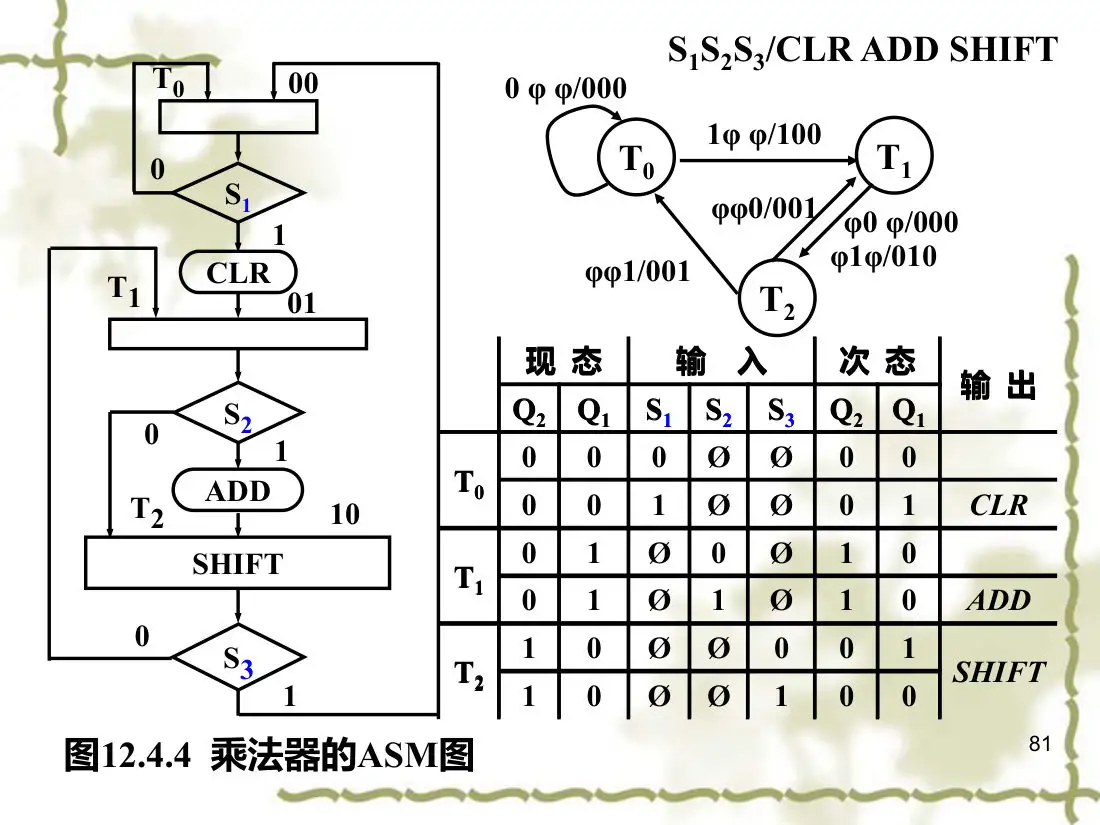 S1S2S3/CLR ADD SHIFT
T0 00
0
S1
1
CLR
T1 01
S2
0 1
ADD
T2 10
SHIFT
0
S3
1
0 φ φ/000
1φ φ/100
T0 T1
φφ0/001
φ0 φ/000
φ1φ/010
φφ1/001
T2
现 态 输 入 次 态 输 出
Q2 Q1 S1 S2 S3 Q2 Q1
T0 0 0 0 Ø Ø 0 0
0 0 1 Ø Ø 0 1 CLR
T1 0 1 Ø 0 Ø 1 0
0 1 Ø 1 Ø 1 0 ADD
T2 1 0 Ø Ø 0 0 1 SHIFT
1 0 Ø Ø 1 0 0
图12.4.4 乘法器的ASM图
81